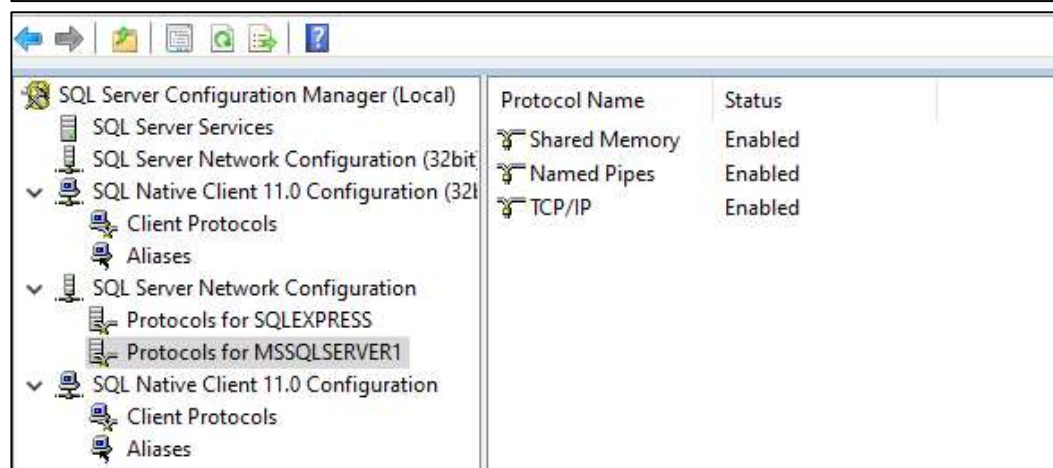 SQL Server Configuration Manager (Local)
SQL Server Services
SQL Server Network Configuration (32bit
SQL Native Client 11.0 Configuration (32b
Client Protocols
Aliases
SQL Server Network Configuration
Protocols for SQLEXPRESS
Protocols for MSSQLSERVER1
SQL Native Client 11.0 Configuration
Client Protocols
Aliases
Protocol Name Status
Shared Memory Enabled
Named Pipes Enabled
TCP/IP Enabled